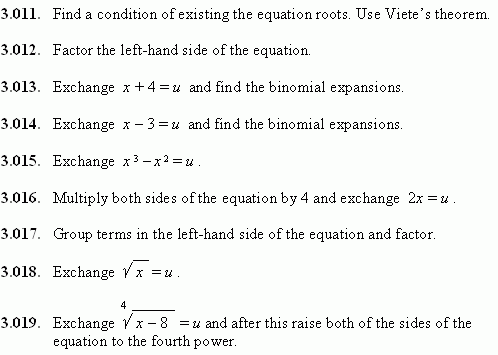 3.011. Find a condition of existing the equation roots. Use Viete's theorem.
3.012. Factor the left-hand side of the equation.
3.013. Exchange x + 4 = u and find the binomial expansions.
3.014. Exchange x – 3 = u and find the binomial expansions.
3.015. Exchange x³ – x² = u .
3.016. Multiply both sides of the equation by 4 and exchange 2x = u .
3.017. Group terms in the left-hand side of the equation and factor.
3.018. Exchange √x = u .
3.019. Exchange ⁴√(x – 8) = u and after this raise both of the sides of the
equation to the fourth power.